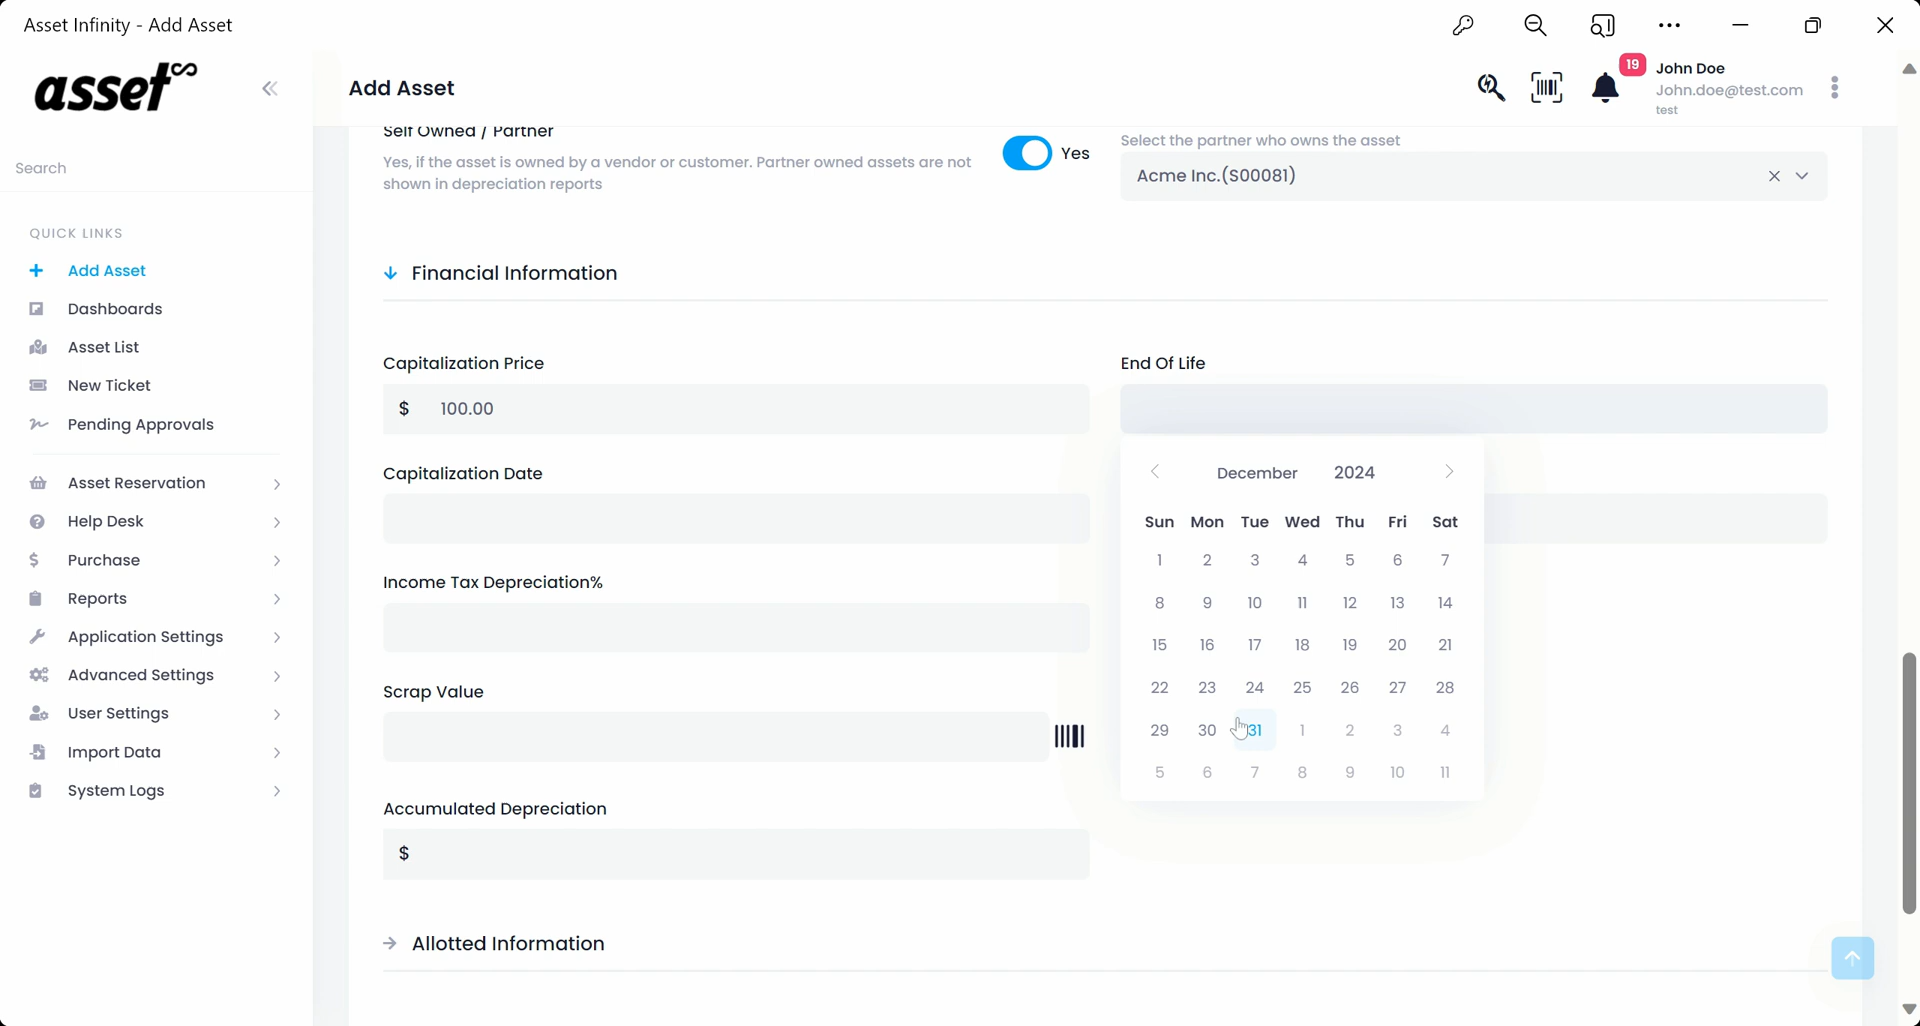 Asset Infinity - Add Asset
asset
Add Asset
19
John Doe
John.doe@test.com
test
Search
QUICK LINKS
Add Asset
Dashboards
Asset List
New Ticket
Pending Approvals
Asset Reservation
Help Desk
Purchase
Reports
Application Settings
Advanced Settings
User Settings
Import Data
System Logs
Self Owned / Partner
Yes, if the asset is owned by a vendor or customer. Partner owned assets are not
shown in depreciation reports
Yes
Select the partner who owns the asset
Acme Inc.(S00081)
Financial Information
Capitalization Price
$ 100.00
End Of Life
Capitalization Date
Income Tax Depreciation%
Scrap Value
Accumulated Depreciation
$
December 2024
Sun Mon Tue Wed Thu Fri Sat
1 2 3 4 5 6 7
8 9 10 11 12 13 14
15 16 17 18 19 20 21
22 23 24 25 26 27 28
29 30 31 1 2 3 4
5 6 7 8 9 10 11
Allotted Information